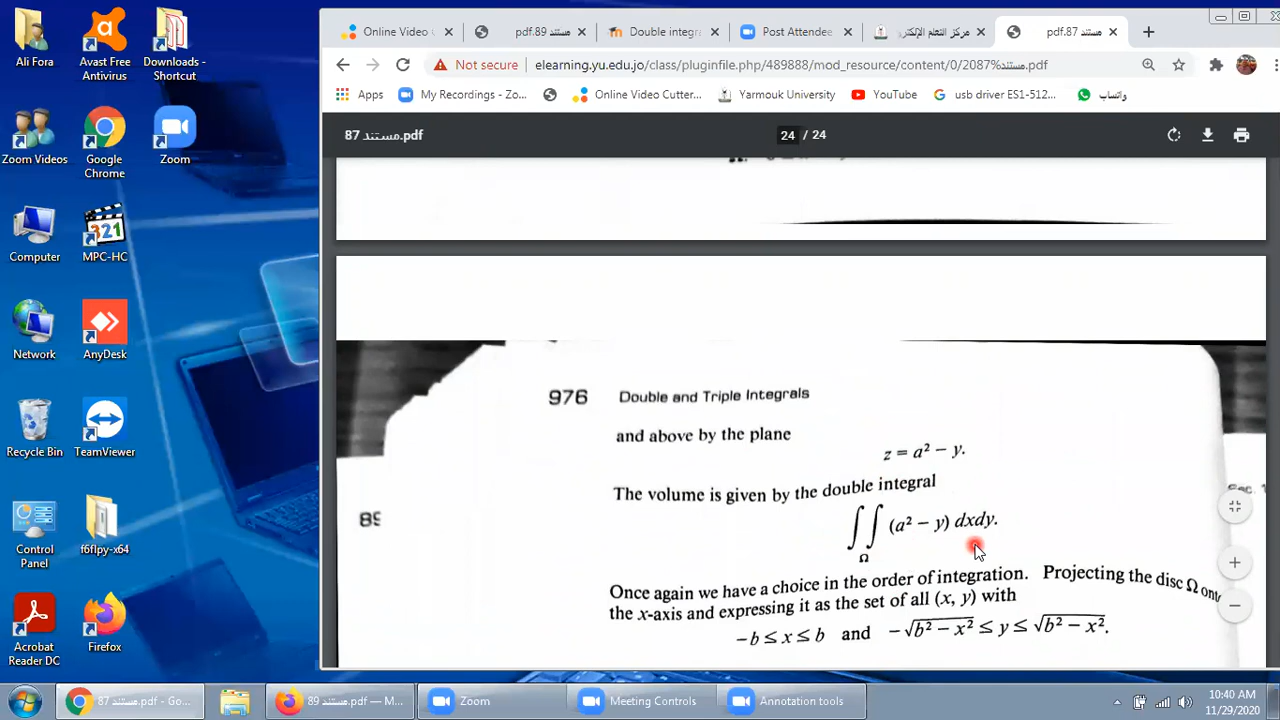 Ali Fora
Avast Free
Antivirus
Downloads -
Shortcut
Zoom Videos
Google
Chrome
Zoom
Computer
MPC-HC
Network
AnyDesk
Recycle Bin
TeamViewer
Control
Panel
f6flpy-x64
Acrobat
Reader DC
Firefox
Online Video C
مستند 89.pdf
Double integr
Post Attendee
مركز التعلم الإلكتر
مستند 87.pdf
Not secure
elearning.yu.edu.jo/class/pluginfile.php/489888/mod_resource/content/0/2087%مستند.pdf
Apps
My Recordings - Zo...
Online Video Cutter...
Yarmouk University
YouTube
usb driver ES1-512...
واتساب
مستند 87.pdf
24 / 24
976 Double and Triple Integrals
and above by the plane
z = a² − y.
The volume is given by the double integral
∫∫Ω (a² − y) dxdy.
Once again we have a choice in the order of integration. Projecting the disc Ω onto
the x-axis and expressing it as the set of all (x, y) with
−b ≤ x ≤ b and −√(b² − x²) ≤ y ≤ √(b² − x²).
مستند 87.pdf - Go...
مستند 89.pdf — M...
Zoom
Meeting Controls
Annotation tools
10:40 AM
11/29/2020